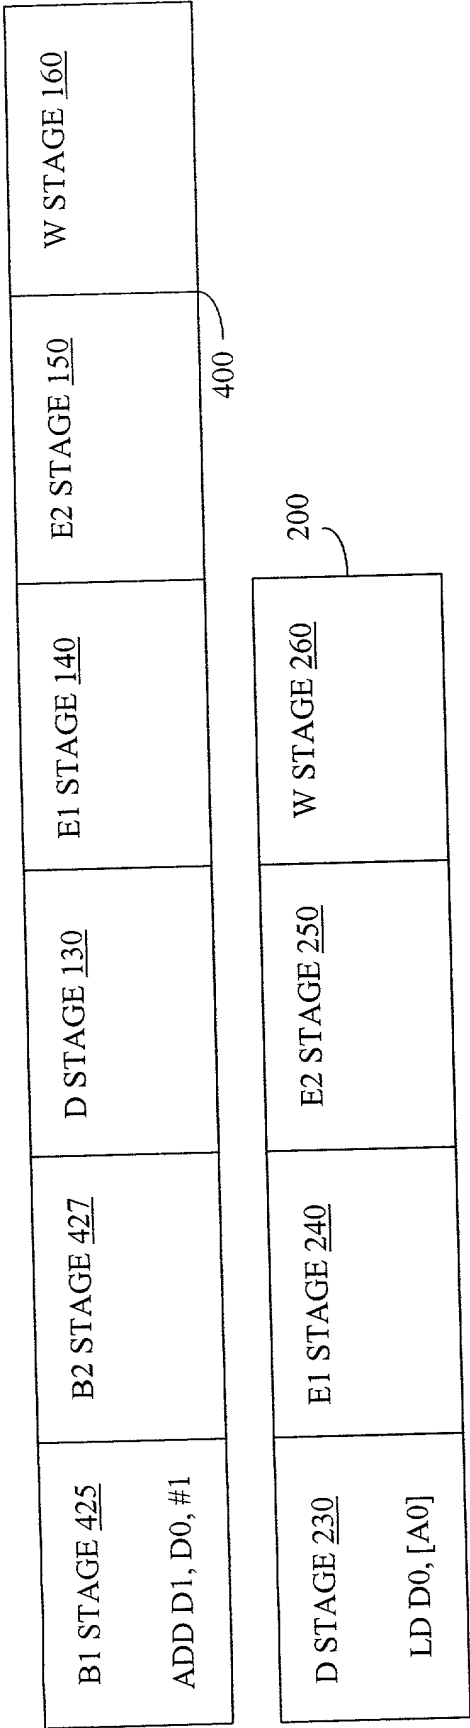 B1 STAGE 425
ADD D1, D0, #1
B2 STAGE 427
D STAGE 130
E1 STAGE 140
E2 STAGE 150
W STAGE 160
400
D STAGE 230
LD D0, [A0]
E1 STAGE 240
E2 STAGE 250
W STAGE 260
200